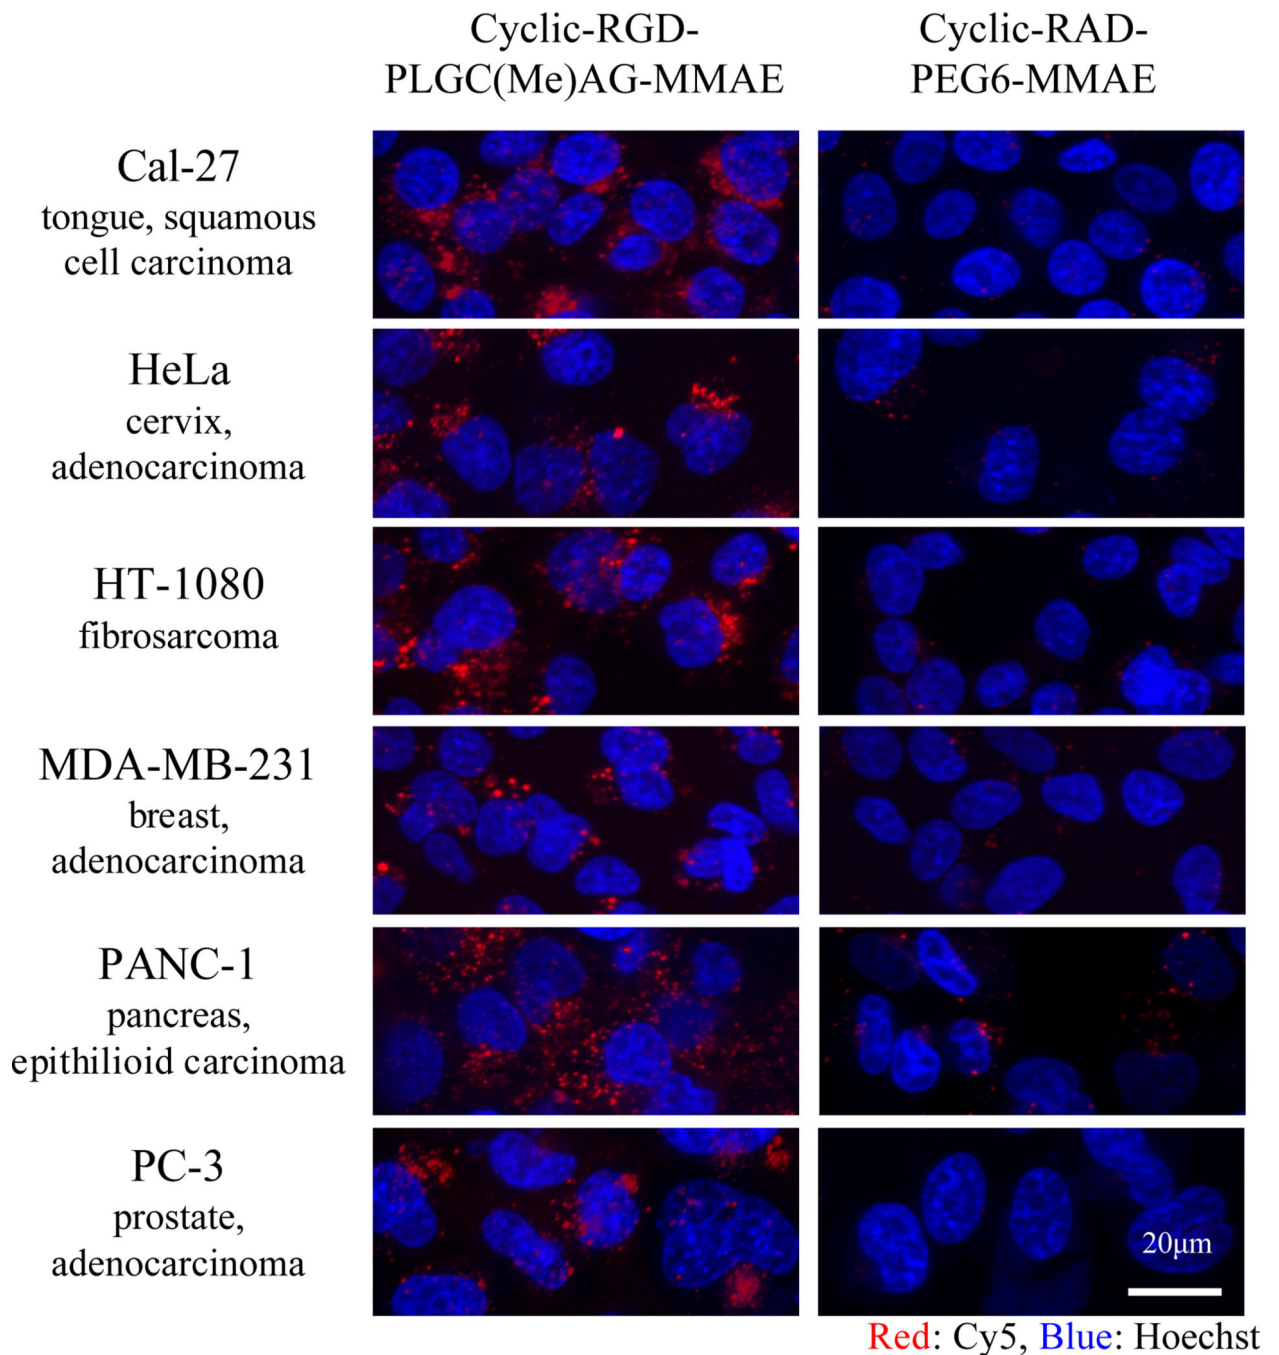 Cyclic-RGD-
PLGC(Me)AG-MMAE
Cyclic-RAD-
PEG6-MMAE
Cal-27
tongue, squamous
cell carcinoma
HeLa
cervix,
adenocarcinoma
HT-1080
fibrosarcoma
MDA-MB-231
breast,
adenocarcinoma
PANC-1
pancreas,
epithilioid carcinoma
PC-3
prostate,
adenocarcinoma
20μm
Red: Cy5, Blue: Hoechst